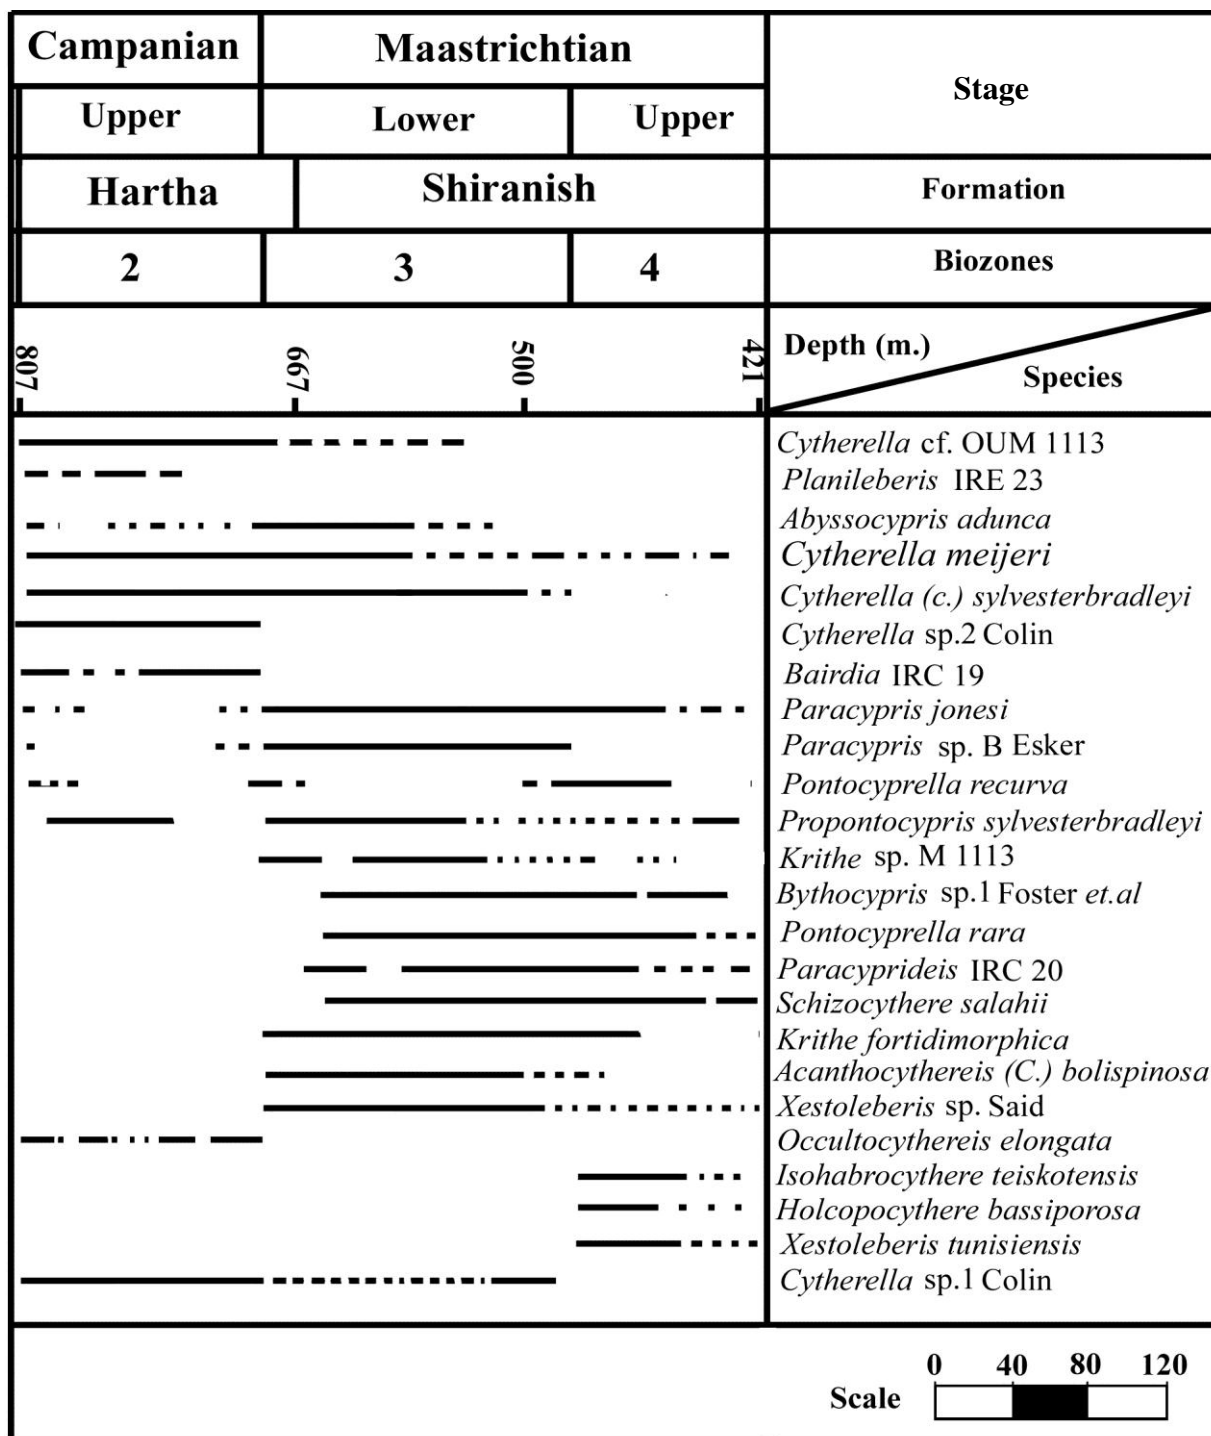 Campanian Maastrichtian Stage
Upper Lower Upper
Hartha Shiranish Formation
2 3 4 Biozones
807 667 500 421 Depth (m.)
Species
Cytherella cf. OUM 1113
Planileberis IRE 23
Abyssocypris adunca
Cytherella meijeri
Cytherella (c.) sylvesterbradleyi
Cytherella sp.2 Colin
Bairdia IRC 19
Paracypris jonesi
Paracypris sp. B Esker
Pontocyprella recurva
Propontocypris sylvesterbradleyi
Krithe sp. M 1113
Bythocypris sp.1 Foster et.al
Pontocyprella rara
Paracyprideis IRC 20
Schizocythere salahii
Krithe fortidimorphica
Acanthocythereis (C.) bolispinosa
Xestoleberis sp. Said
Occultocythereis elongata
Isohabrocythere teiskotensis
Holcopocythere bassiporosa
Xestoleberis tunisiensis
Cytherella sp.1 Colin
0 40 80 120
Scale